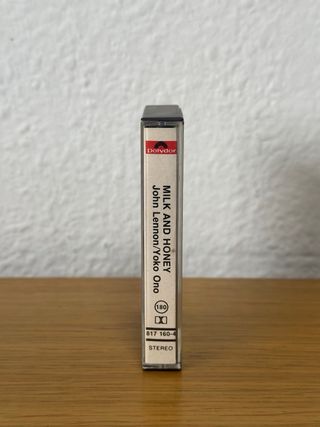 Polydor
MILK AND HONEY
John Lennon/Yoko Ono
180
817 160-4
STEREO